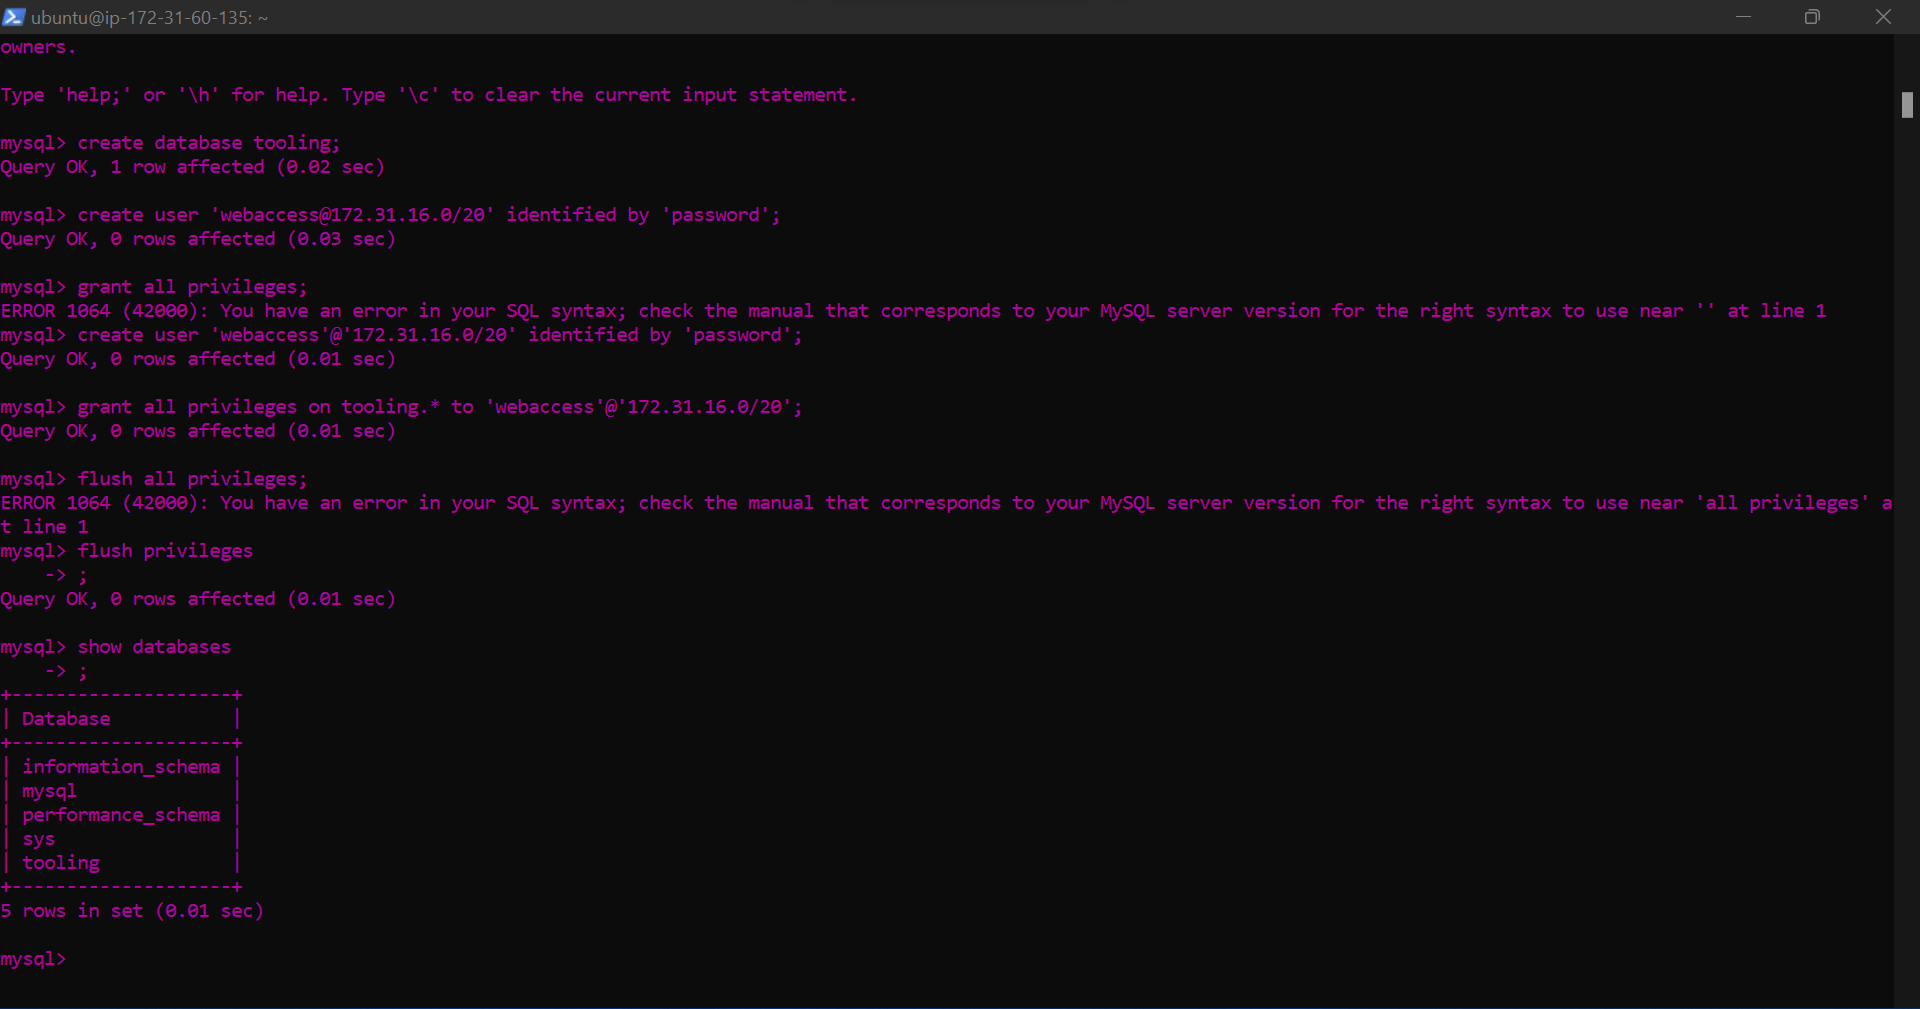 ubuntu@ip-172-31-60-135: ~
owners.
Type 'help;' or '\h' for help. Type '\c' to clear the current input statement.
mysql> create database tooling;
Query OK, 1 row affected (0.02 sec)
mysql> create user 'webaccess@172.31.16.0/20' identified by 'password';
Query OK, 0 rows affected (0.03 sec)
mysql> grant all privileges;
ERROR 1064 (42000): You have an error in your SQL syntax; check the manual that corresponds to your MySQL server version for the right syntax to use near '' at line 1
mysql> create user 'webaccess'@'172.31.16.0/20' identified by 'password';
Query OK, 0 rows affected (0.01 sec)
mysql> grant all privileges on tooling.* to 'webaccess'@'172.31.16.0/20';
Query OK, 0 rows affected (0.01 sec)
mysql> flush all privileges;
ERROR 1064 (42000): You have an error in your SQL syntax; check the manual that corresponds to your MySQL server version for the right syntax to use near 'all privileges' a
t line 1
mysql> flush privileges
    -> ;
Query OK, 0 rows affected (0.01 sec)
mysql> show databases
    -> ;
+--------------------+
| Database           |
+--------------------+
| information_schema |
| mysql              |
| performance_schema |
| sys                |
| tooling            |
+--------------------+
5 rows in set (0.01 sec)
mysql>